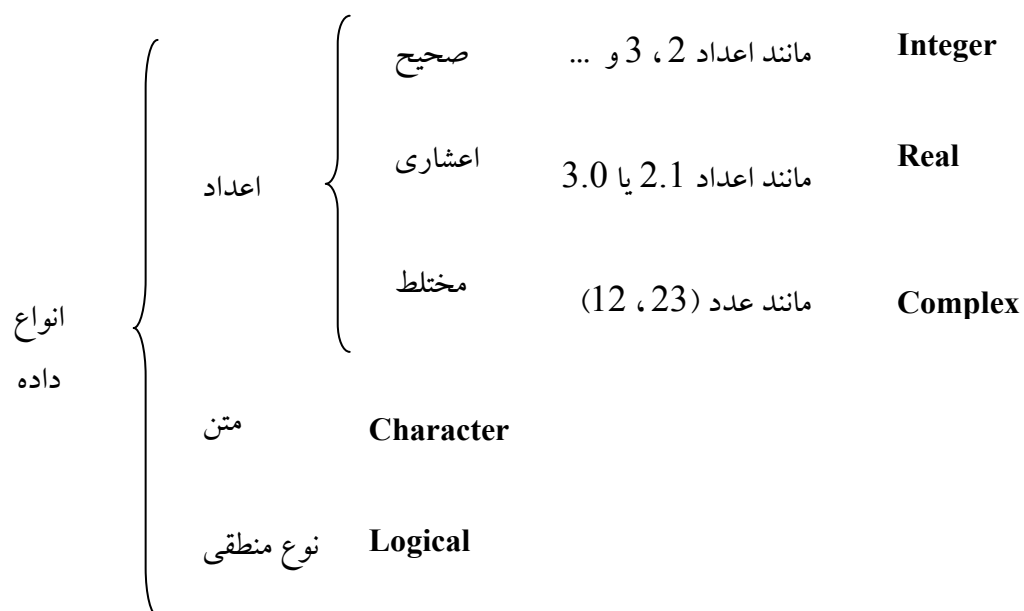 صحیح مانند اعداد 2 ، 3 و ... Integer
اعشاری مانند اعداد 2.1 یا 3.0 Real
اعداد
مختلط مانند عدد (23 ، 12) Complex
انواع
داده
متن Character
نوع منطقی Logical